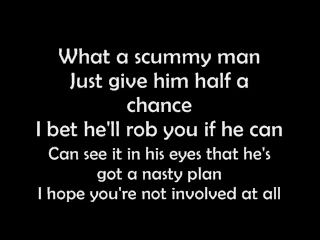 What a scummy man
Just give him half a
chance
I bet he'll rob you if he can
Can see it in his eyes that he's
got a nasty plan
I hope you're not involved at all